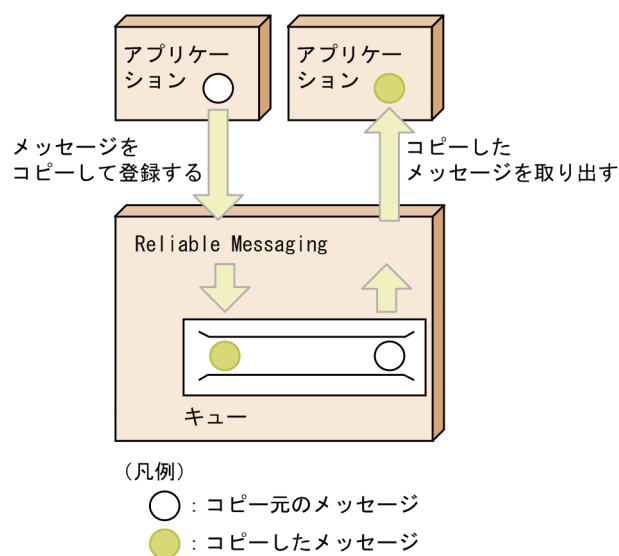 アプリケー
ション
アプリケー
ション
メッセージを
コピーして登録する
コピーした
メッセージを取り出す
Reliable Messaging
キュー
（凡例）
：コピー元のメッセージ
：コピーしたメッセージ